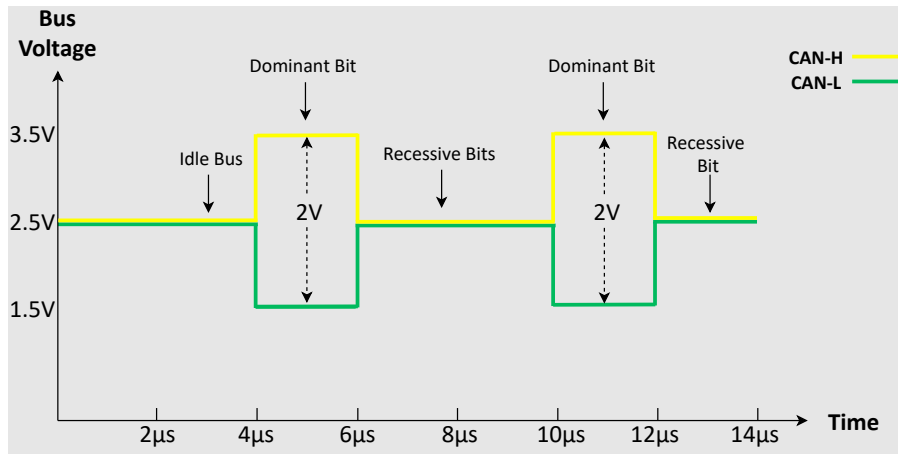 Bus
Voltage
CAN-H
CAN-L
Dominant Bit
Dominant Bit
3.5V
Idle Bus
Recessive Bits
Recessive
Bit
2.5V
2V
2V
1.5V
2µs
4µs
6µs
8µs
10µs
12µs
14µs
Time